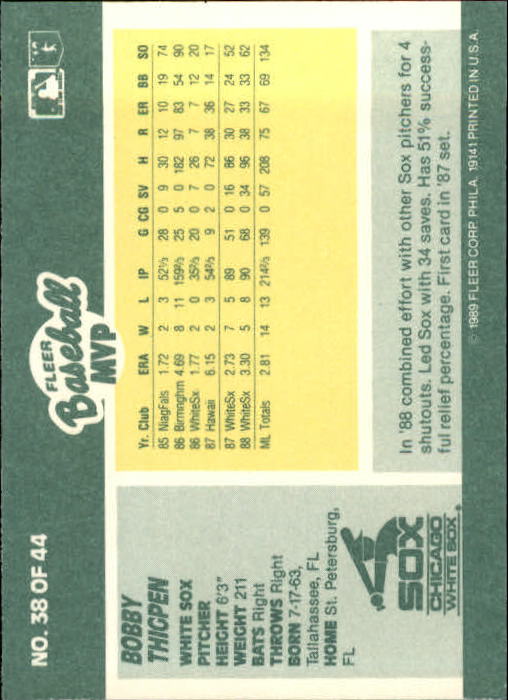 NO. 38 OF 44
FLEER
Baseball
MVP
BOBBY
THIGPEN
WHITE SOX
PITCHER
HEIGHT 6'3"
WEIGHT 211
BATS Right
THROWS Right
BORN 7-17-63,
Tallahassee, FL
HOME St. Petersburg,
FL
SOX
CHICAGO
WHITE SOX
Yr. Club ERA W L IP G CG SV H R ER BB SO
85 NiagFals 1.72 2 3 52⅓ 28 0 9 30 12 10 19 74
86 Birmnghm 4.69 8 11 159⅔ 25 5 0 182 97 83 54 90
86 WhiteSx 1.77 2 0 35⅔ 20 0 7 26 7 7 12 20
87 Hawaii 6.15 2 3 54⅔ 9 2 0 72 38 36 14 17
87 WhiteSx 2.73 7 5 89 51 0 16 86 30 27 24 52
88 WhiteSx 3.30 5 8 90 68 0 34 96 38 33 33 62
ML Totals 2.81 14 13 214⅔ 139 0 57 208 75 67 69 134
In '88 combined effort with other Sox pitchers for 4
shutouts. Led Sox with 34 saves. Has 51% success-
ful relief percentage. First card in '87 set.
© 1989 FLEER CORP. PHILA. 19141 PRINTED IN U.S.A.